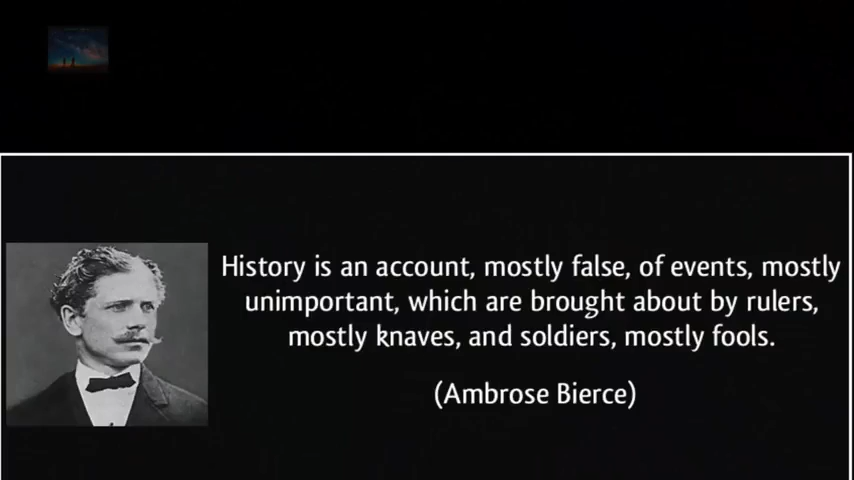 History is an account, mostly false, of events, mostly
unimportant, which are brought about by rulers,
mostly knaves, and soldiers, mostly fools.
(Ambrose Bierce)